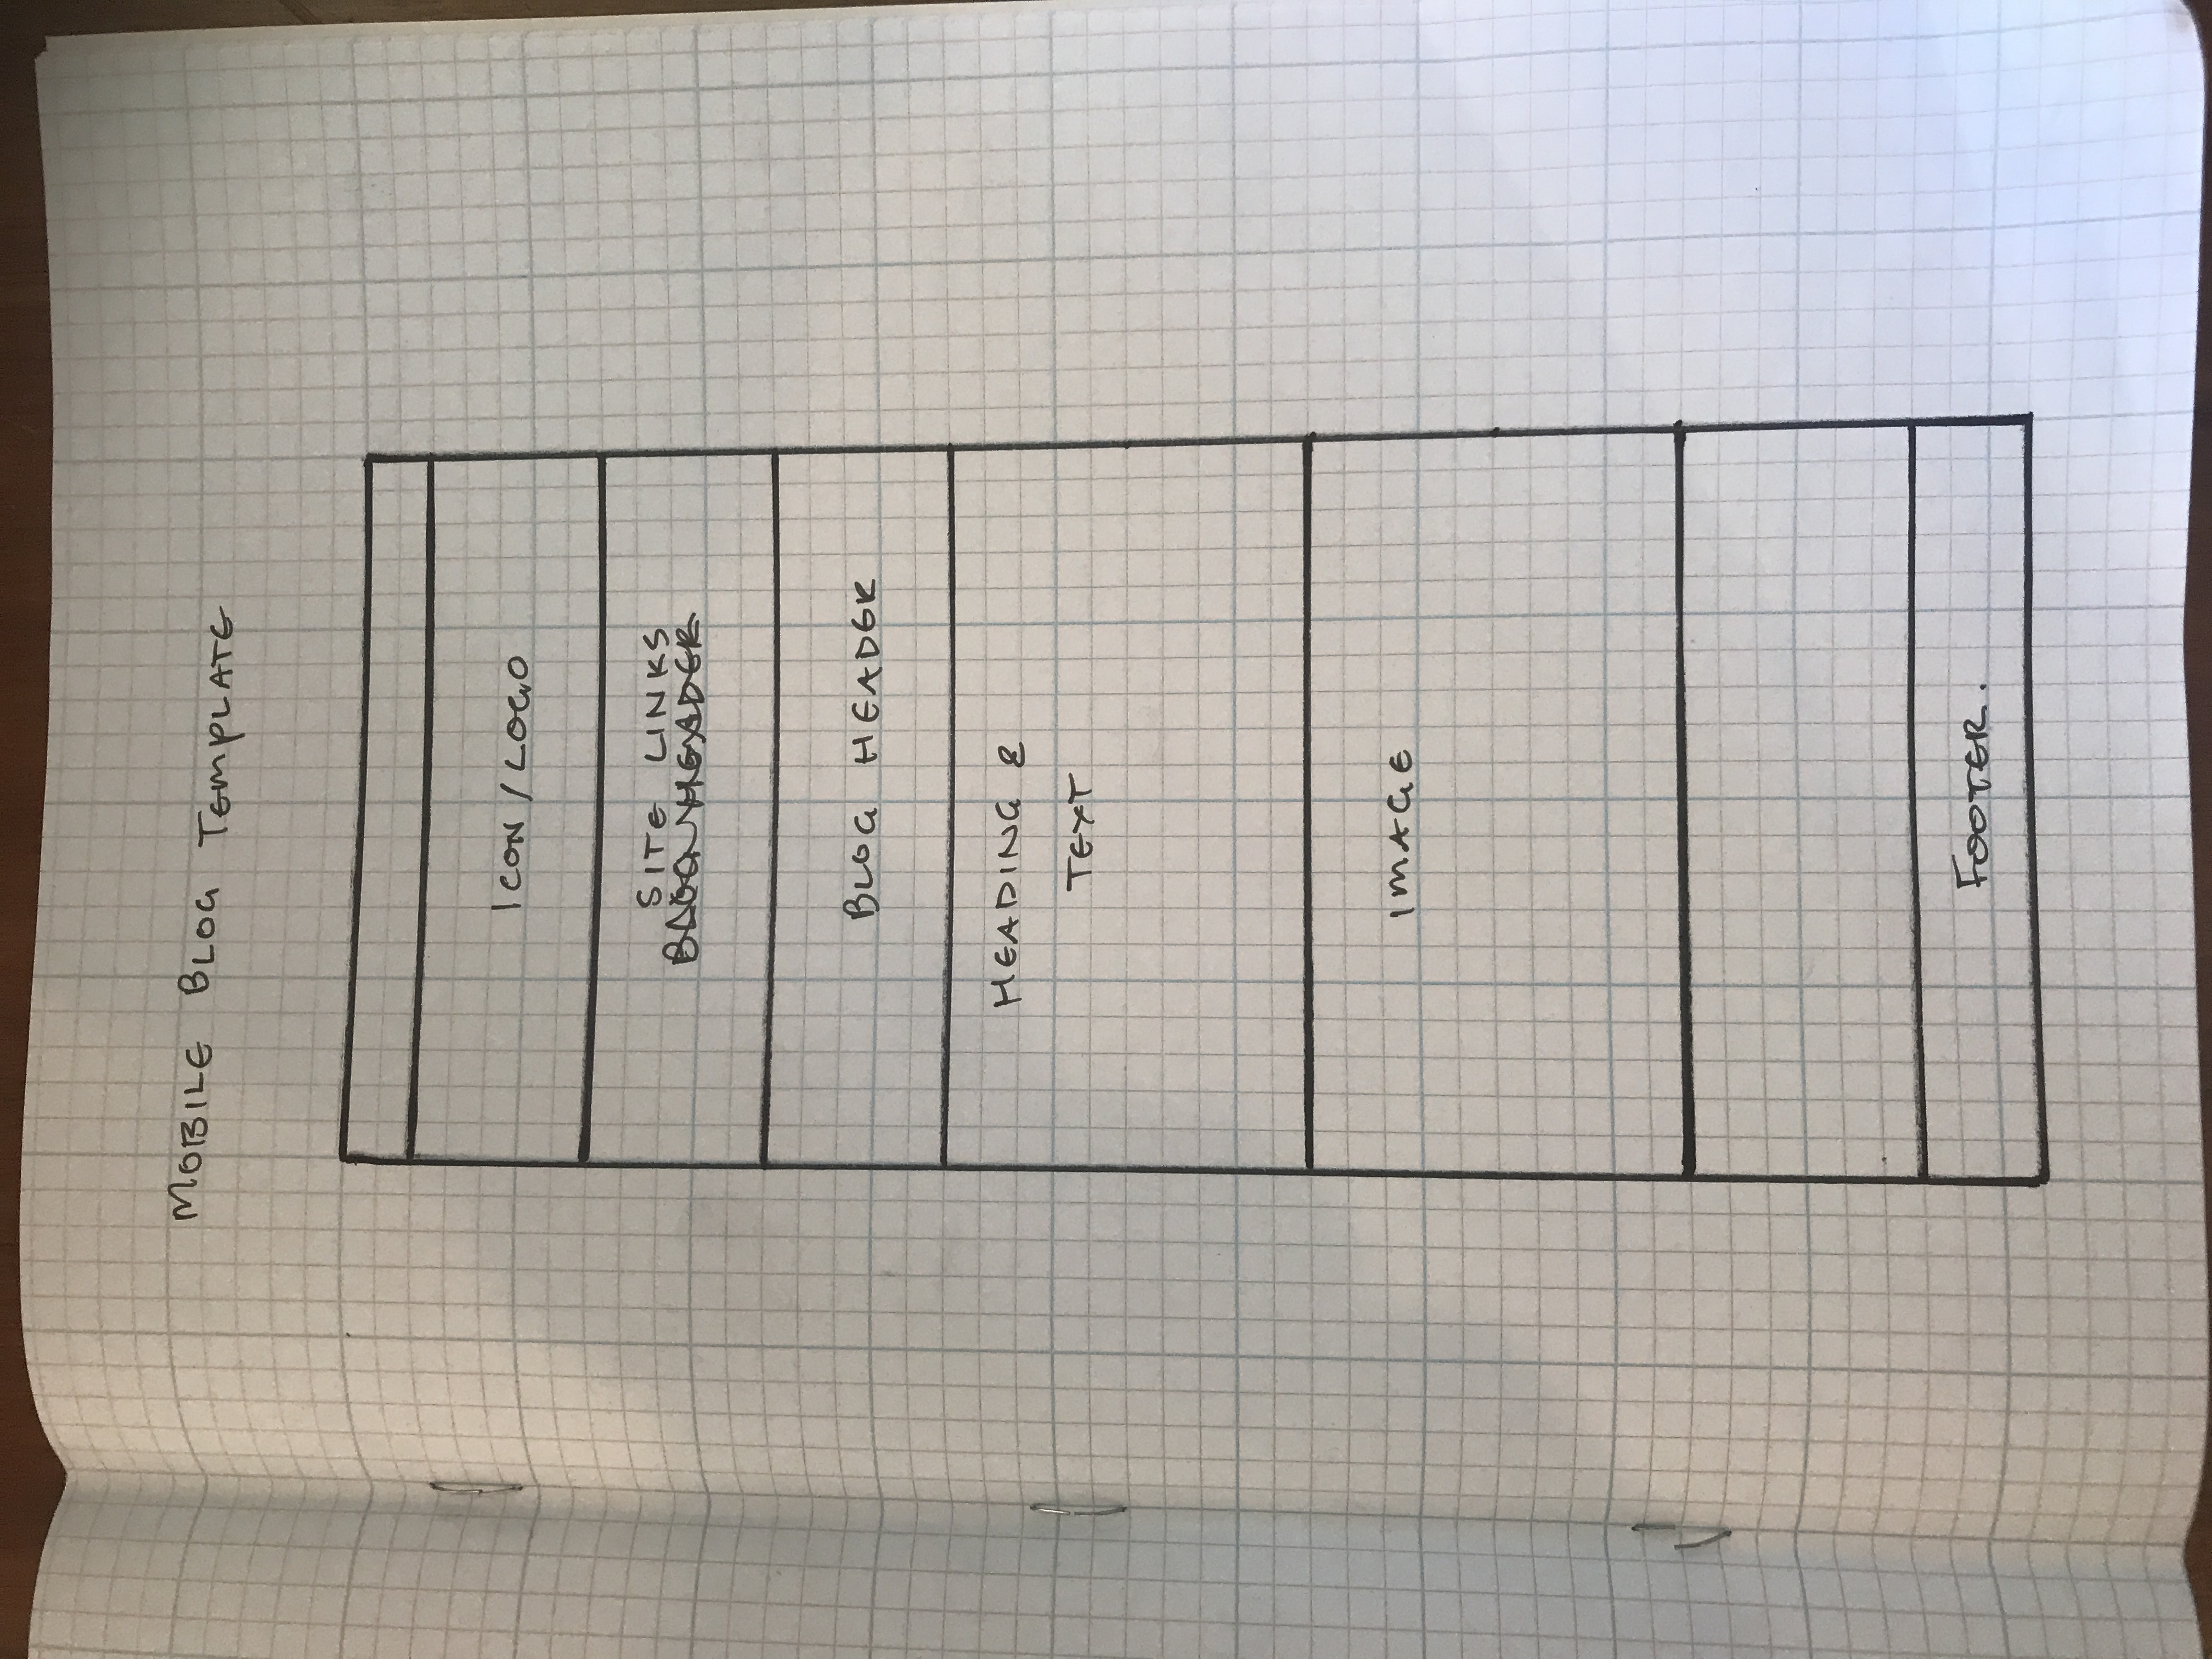 MOBILE BLOG TEMPLATE
ICON / LOGO
SITE LINKS
BLOG HEADER
BLOG HEADER
HEADING &
TEXT
IMAGE
FOOTER.